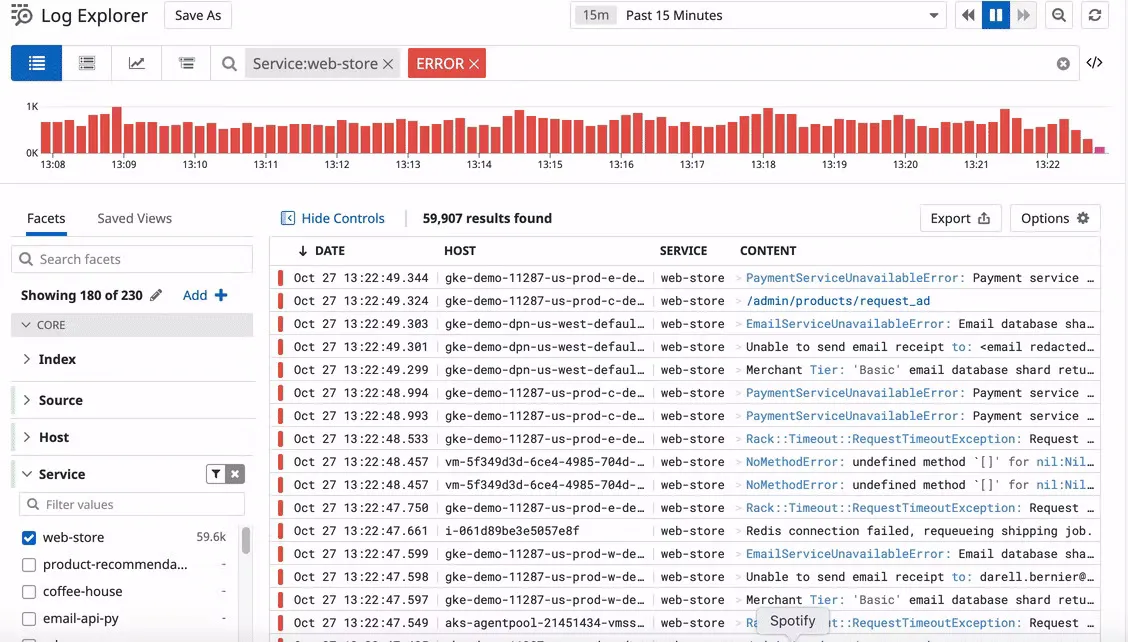 Log Explorer Save As 15m Past 15 Minutes
Service:web-store ERROR
1K
0K
13:08 13:09 13:10 13:11 13:12 13:13 13:14 13:15 13:16 13:17 13:18 13:19 13:20 13:21 13:22
Facets Saved Views Hide Controls 59,907 results found Export Options
Search facets
Showing 180 of 230 Add
CORE
Index
Source
Host
Service
Filter values
web-store 59.6k
product-recommenda... -
coffee-house -
email-api-py -
DATE HOST SERVICE CONTENT
Oct 27 13:22:49.344 gke-demo-11287-us-prod-e-de… web-store PaymentServiceUnavailableError: Payment service …
Oct 27 13:22:49.324 gke-demo-11287-us-prod-c-de… web-store /admin/products/request_ad
Oct 27 13:22:49.303 gke-demo-dpn-us-west-defaul… web-store EmailServiceUnavailableError: Email database sha…
Oct 27 13:22:49.301 gke-demo-dpn-us-west-defaul… web-store Unable to send email receipt to: <email redacted…
Oct 27 13:22:49.299 gke-demo-dpn-us-west-defaul… web-store Merchant Tier: 'Basic' email database shard retu…
Oct 27 13:22:48.994 gke-demo-11287-us-prod-c-de… web-store PaymentServiceUnavailableError: Payment service …
Oct 27 13:22:48.993 gke-demo-11287-us-prod-c-de… web-store PaymentServiceUnavailableError: Payment service …
Oct 27 13:22:48.533 gke-demo-11287-us-prod-e-de… web-store Rack::Timeout::RequestTimeoutException: Request …
Oct 27 13:22:48.457 vm-5f349d3d-6ce4-4985-704d-… web-store NoMethodError: undefined method `[]' for nil:Nil…
Oct 27 13:22:48.457 vm-5f349d3d-6ce4-4985-704d-… web-store NoMethodError: undefined method `[]' for nil:Nil…
Oct 27 13:22:47.750 gke-demo-11287-us-prod-e-de… web-store Rack::Timeout::RequestTimeoutException: Request …
Oct 27 13:22:47.661 i-061d89be3e5057e8f web-store Redis connection failed, requeueing shipping job.
Oct 27 13:22:47.599 gke-demo-11287-us-prod-w-de… web-store EmailServiceUnavailableError: Email database sha…
Oct 27 13:22:47.598 gke-demo-11287-us-prod-w-de… web-store Unable to send email receipt to: darell.bernier@…
Oct 27 13:22:47.597 gke-demo-11287-us-prod-w-de… web-store Merchant Tier: 'Basic' email database shard retu…
Oct 27 13:22:47.549 aks-agentpool-21451434-vmss… web-store t::RequestTimeoutException: Request …
Spotify